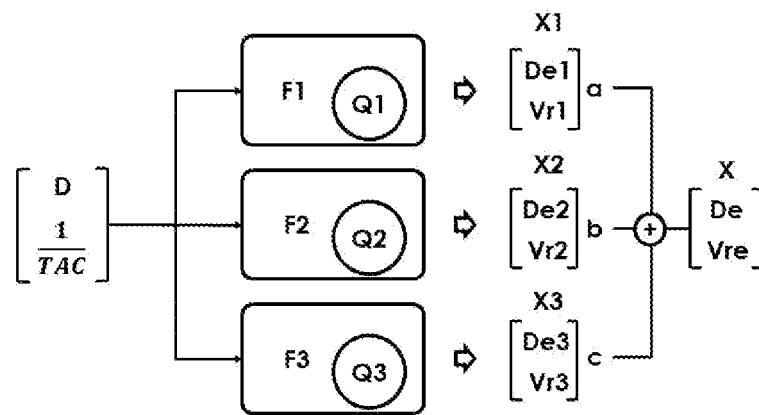 X1
F1
Q1
De1
Vr1
a
D
1
TAC
X2
F2
Q2
De2
Vr2
b
+
X
De
Vre
X3
F3
Q3
De3
Vr3
c